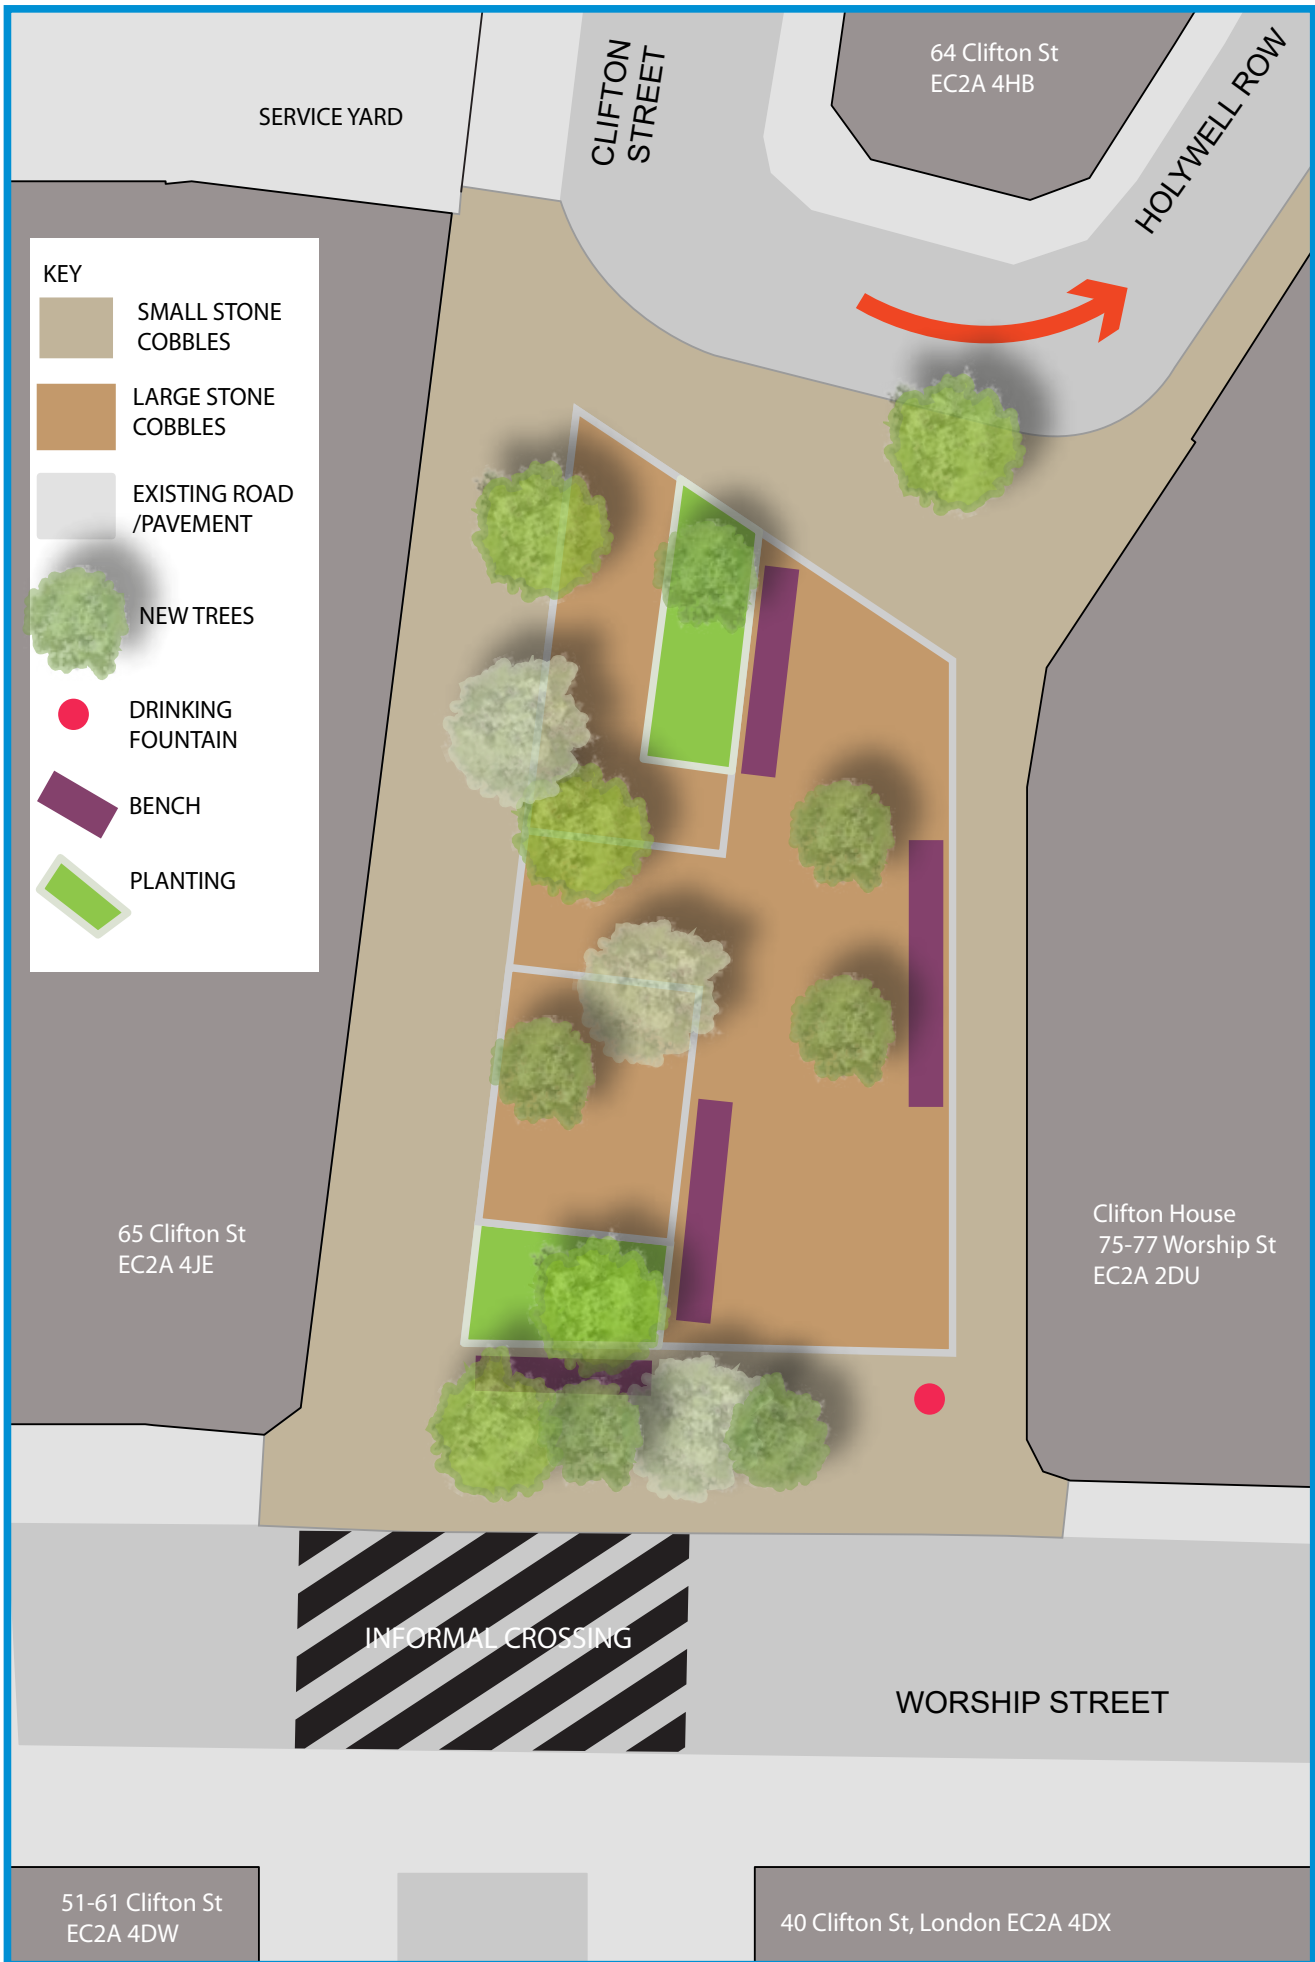 CLIFTON
STREET
64 Clifton St
EC2A 4HB
HOLYWELL ROW
SERVICE YARD
KEY
SMALL STONE
COBBLES
LARGE STONE
COBBLES
EXISTING ROAD
/PAVEMENT
NEW TREES
DRINKING
FOUNTAIN
BENCH
PLANTING
65 Clifton St
EC2A 4JE
Clifton House
75-77 Worship St
EC2A 2DU
INFORMAL CROSSING
WORSHIP STREET
51-61 Clifton St
EC2A 4DW
40 Clifton St, London EC2A 4DX